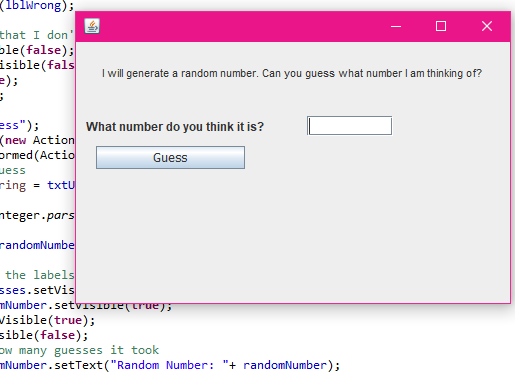 (lblWrong);
that I don'
ble(false);
isible(fals
e);
;
I will generate a random number. Can you guess what number I am thinking of?
ess");
(new Action
ormed(Actio
uess
ring = txtU
What number do you think it is?
Guess
nteger.pars
randomNumbe
the labels
sses.setVis
mNumber.setVisible(true);
Visible(true);
sible(false);
ow many guesses it took
mNumber.setText("Random Number: "+ randomNumber);